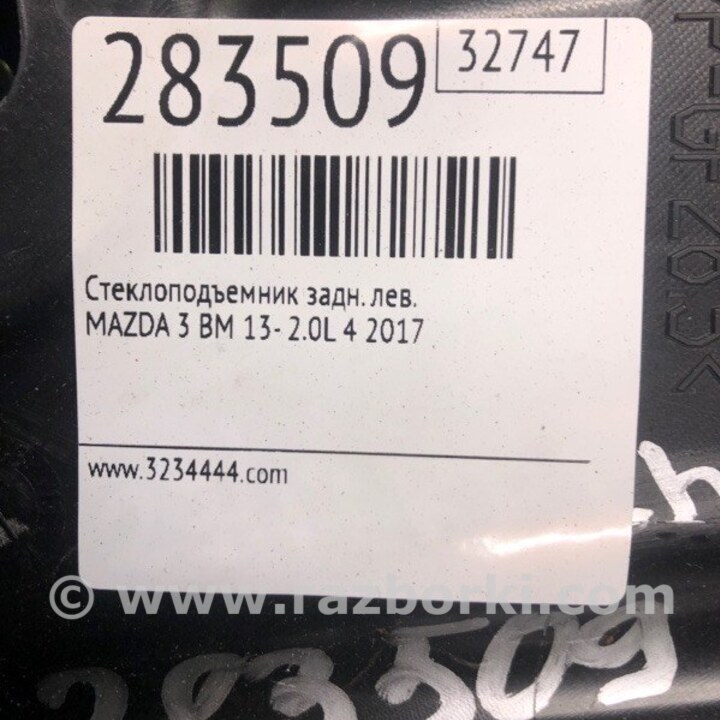 283509
32747
Стеклоподъемник задн. лев.
MAZDA 3 BM 13- 2.0L 4 2017
www.3234444.com
© www.razborki.com
283509